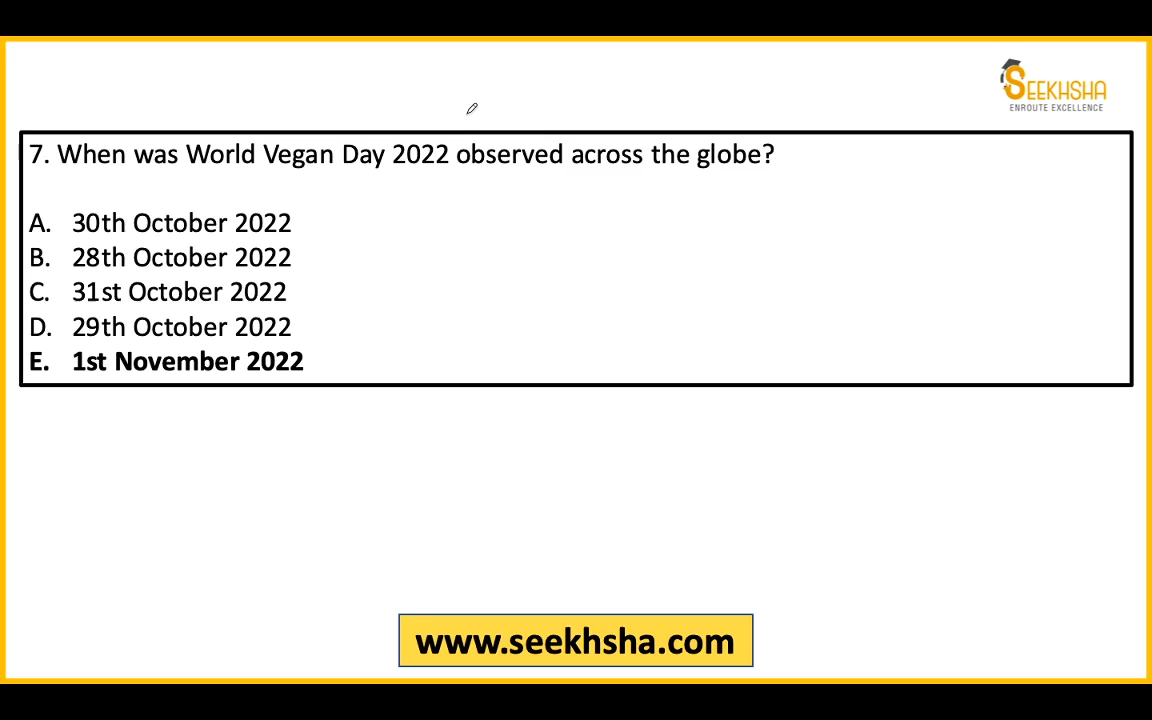 SEEKHSHA
ENROUTE EXCELLENCE
7. When was World Vegan Day 2022 observed across the globe?
A. 30th October 2022
B. 28th October 2022
C. 31st October 2022
D. 29th October 2022
E. 1st November 2022
www.seekhsha.com